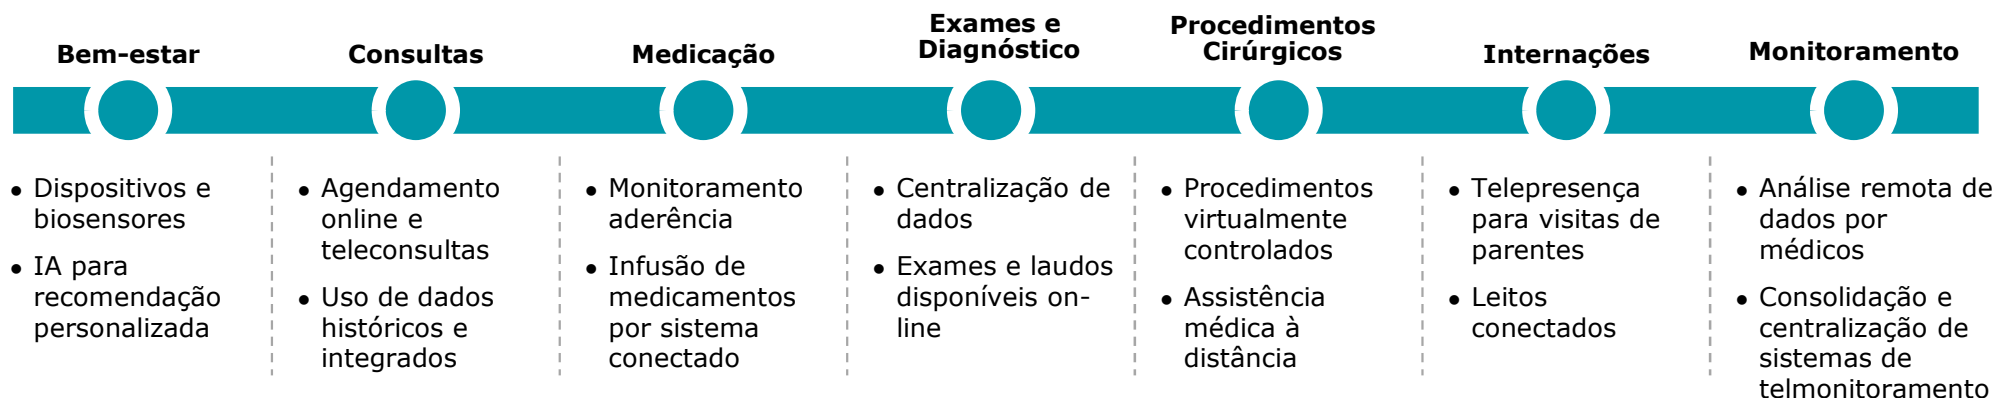 Bem-estar
• Dispositivos e
biosensores
• IA para
recomendação
personalizada
Consultas
• Agendamento
online e
teleconsultas
• Uso de dados
históricos e
integrados
Medicação
• Monitoramento
aderência
• Infusão de
medicamentos
por sistema
conectado
Exames e
Diagnóstico
• Centralização de
dados
• Exames e laudos
disponíveis on-
line
Procedimentos
Cirúrgicos
• Procedimentos
virtualmente
controlados
• Assistência
médica à
distância
Internações
• Telepresença
para visitas de
parentes
• Leitos
conectados
Monitoramento
• Análise remota de
dados por
médicos
• Consolidação e
centralização de
sistemas de
telmonitoramento